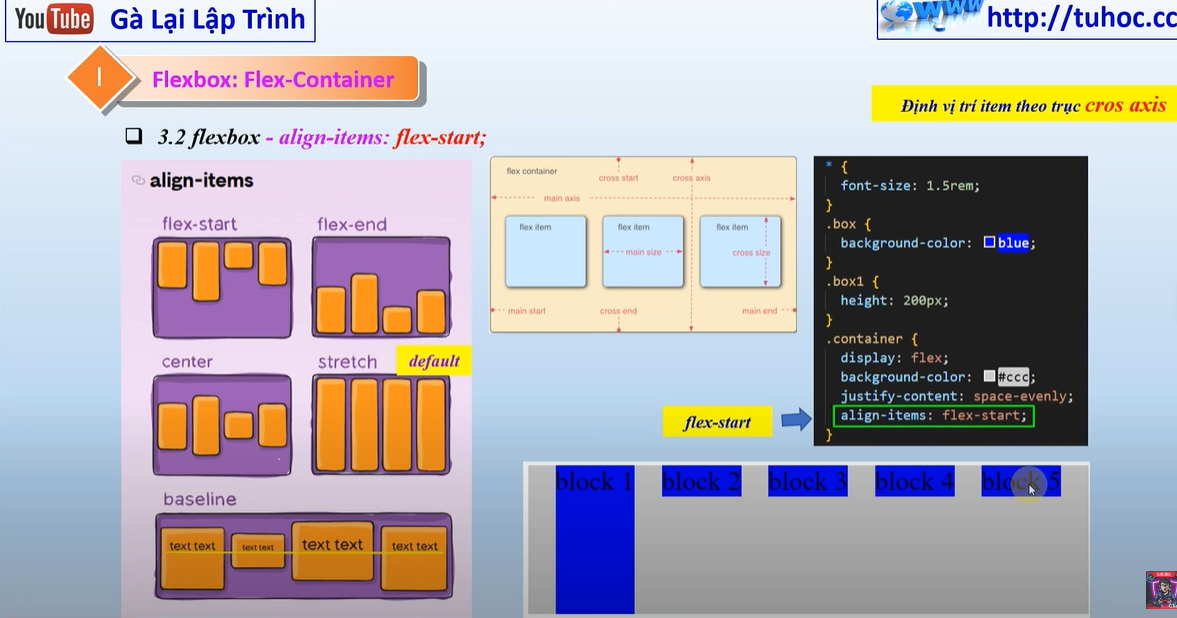 YouTube Gà Lại Lập Trình
www http://tuhoc.cc
I Flexbox: Flex-Container
Định vị trí item theo trục cros axis
3.2 flexbox - align-items: flex-start;
align-items
flex-start
flex-end
center
stretch
default
baseline
text text
text text
text text
text text
flex container
cross start
cross axis
main axis
flex item
flex item
flex item
main size
cross size
main start
cross end
main end
* {
font-size: 1.5rem;
}
.box {
background-color: blue;
}
.box1 {
height: 200px;
}
.container {
display: flex;
background-color: #ccc;
justify-content: space-evenly;
align-items: flex-start;
}
flex-start
block 1 block 2 block 3 block 4 block 5